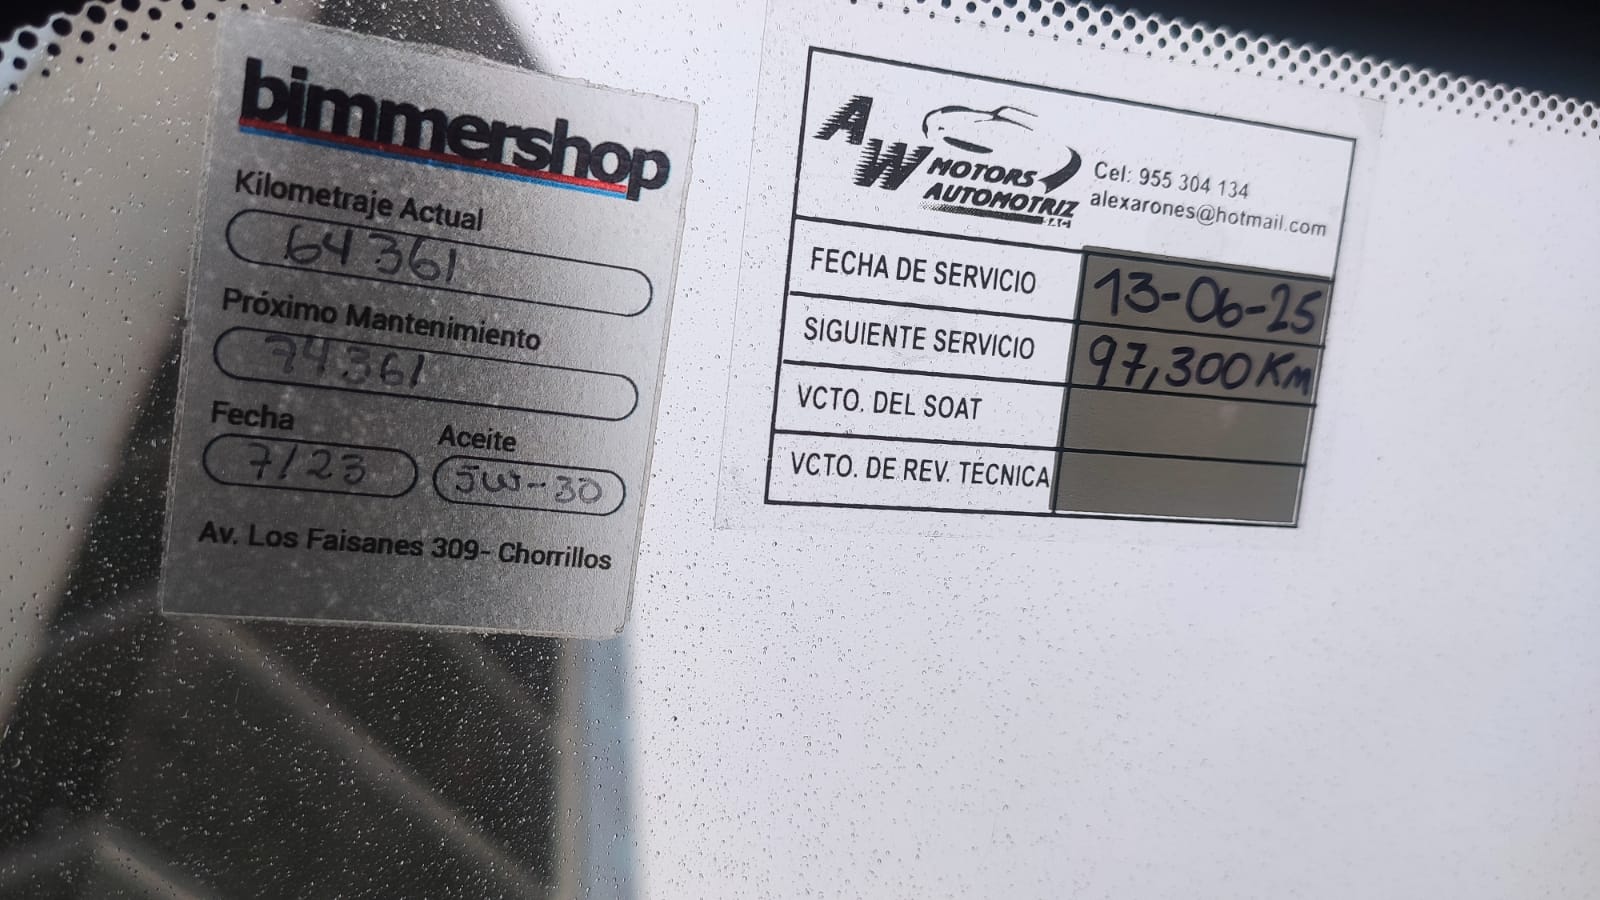 bimmershop
Kilometraje Actual
64361
Próximo Mantenimiento
74361
Fecha
Aceite
7/23
5W-30
Av. Los Faisanes 309- Chorrillos
AW MOTORS
AUTOMOTRIZ
Cel: 955 304 134
alexarones@hotmail.com
FECHA DE SERVICIO 13-06-25
SIGUIENTE SERVICIO 97,300 Km
VCTO. DEL SOAT
VCTO. DE REV. TÉCNICA